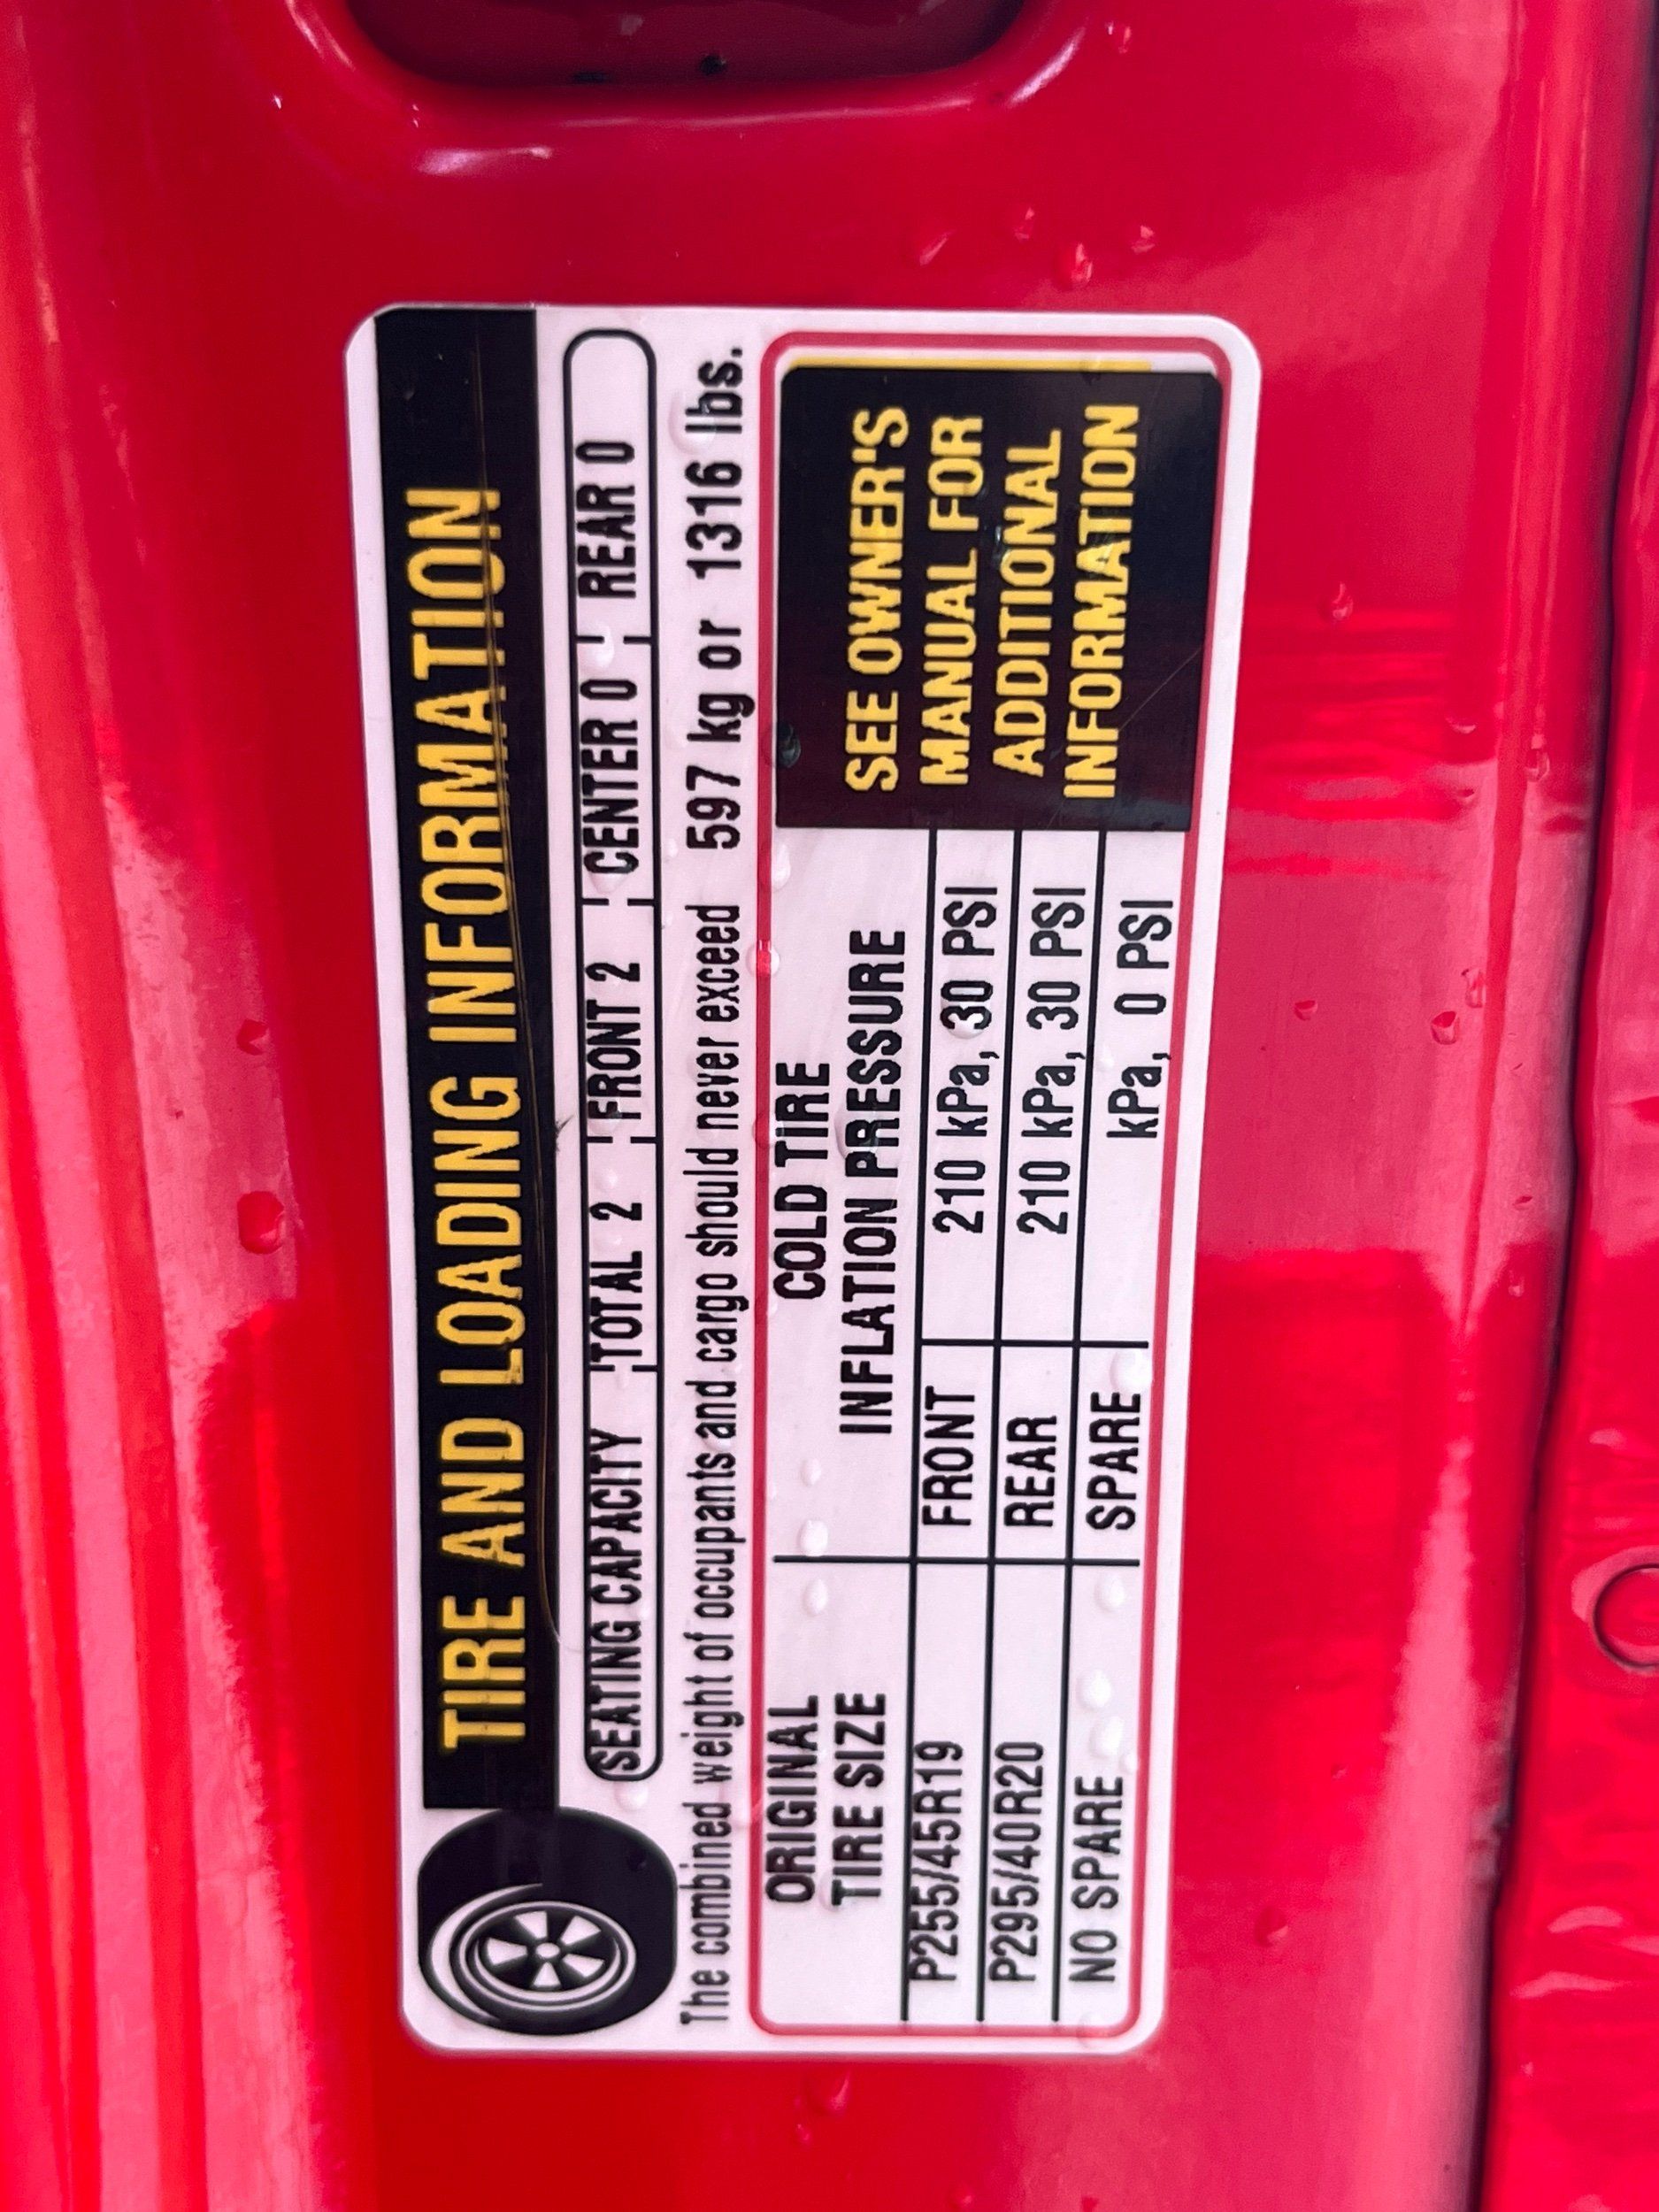 TIRE AND LOADING INFORMATION
SEATING CAPACITY TOTAL 2 FRONT 2 CENTER 0 REAR 0
The combined weight of occupants and cargo should never exceed 597 kg or 1316 lbs.
ORIGINAL TIRE SIZE
COLD TIRE INFLATION PRESSURE
P255/45R19 FRONT 210 kPa, 30 PSI
P295/40R20 REAR 210 kPa, 30 PSI
NO SPARE SPARE kPa, 0 PSI
SEE OWNER'S
MANUAL FOR
ADDITIONAL
INFORMATION